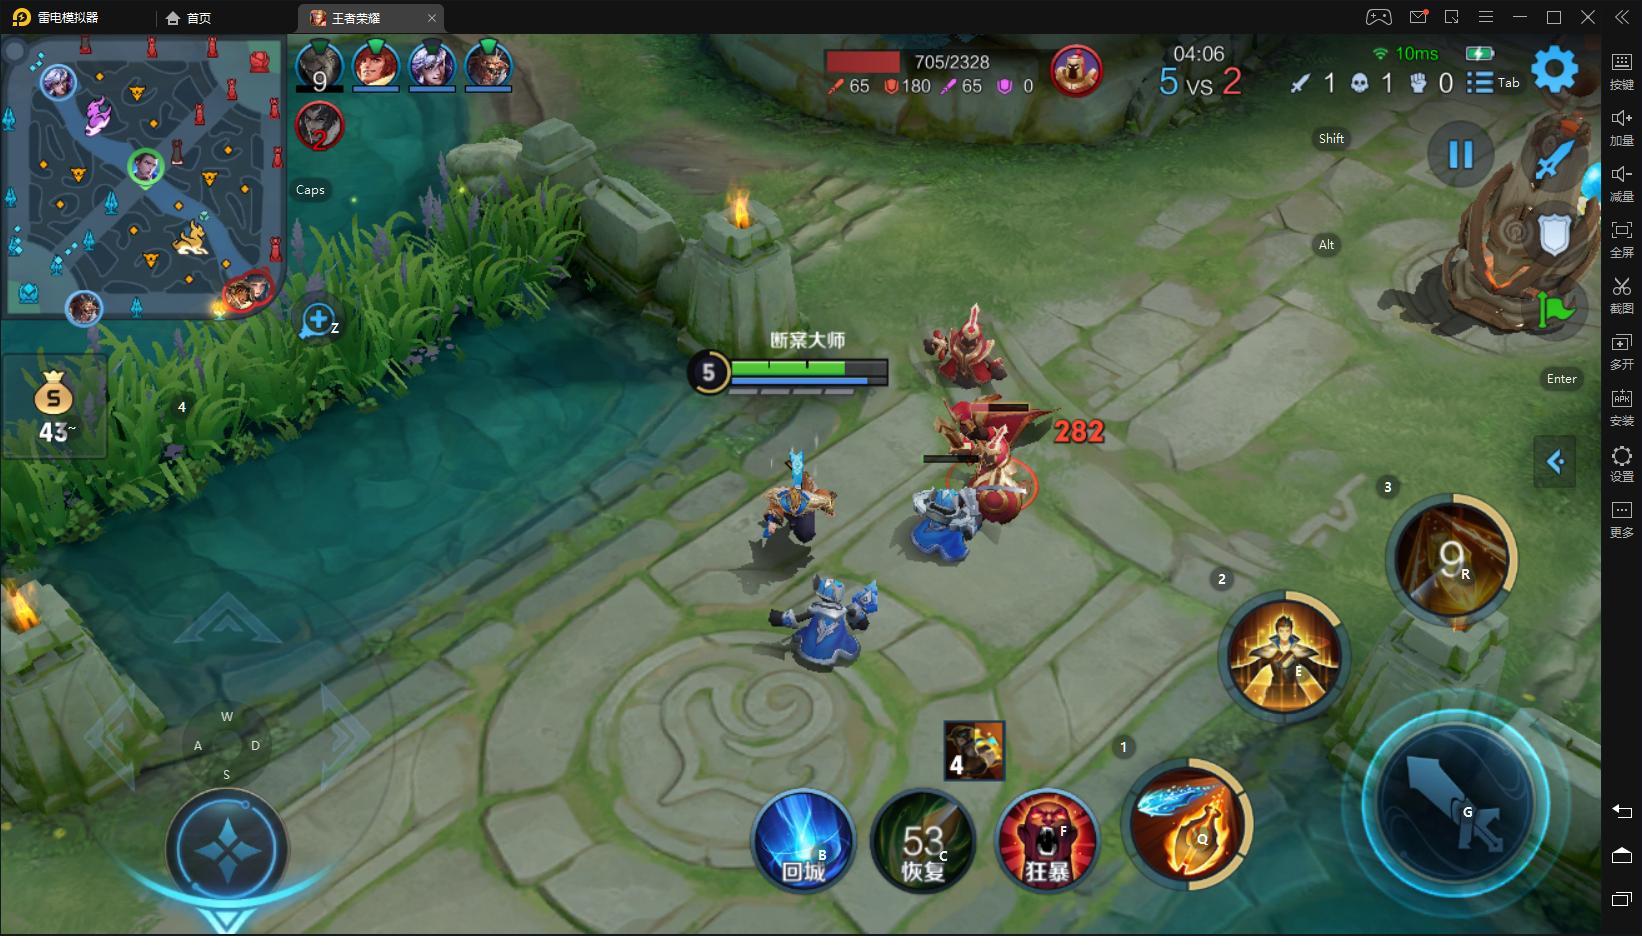 雷电模拟器
首页
王者荣耀
9
2
705/2328
65 180 65 0
04:06
5 VS 2
10ms
1 1 0 Tab
按键
加量
减量
全屏
截图
多开
安装
设置
更多
Shift
Alt
Enter
Caps
Z
S
43~
4
断案大师
5
282
3
9
R
2
E
1
Q
G
W
A D
S
4
B
回城
53
C
恢复
F
狂暴
APK